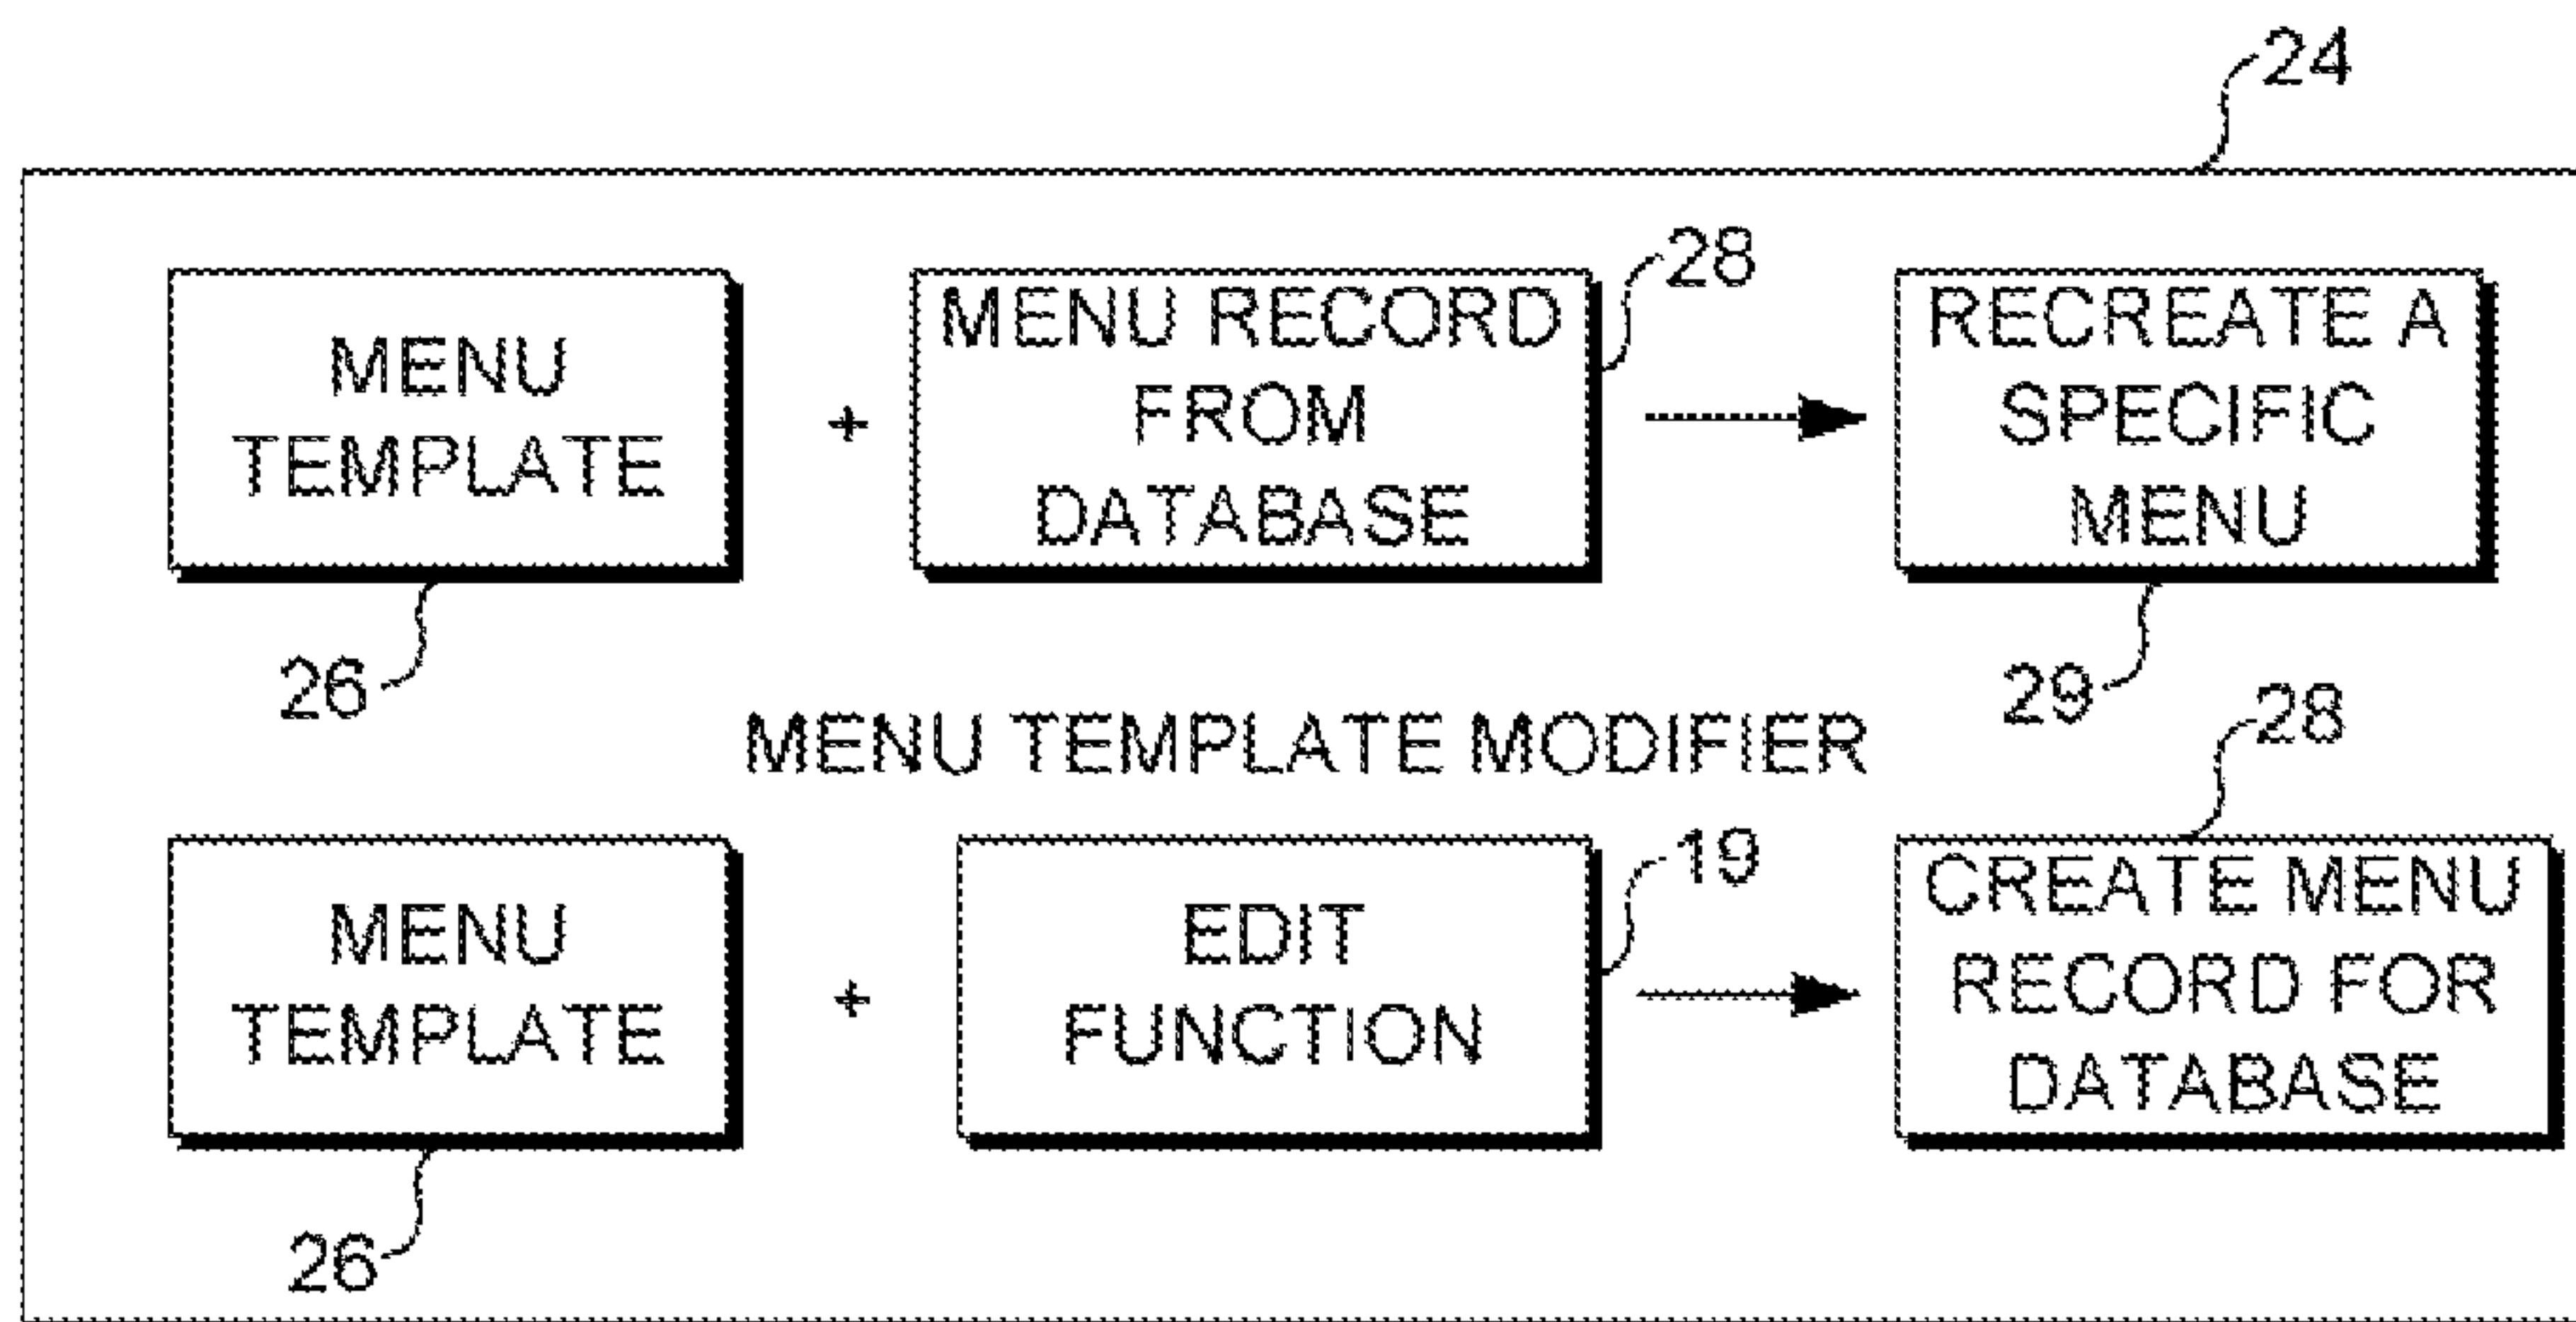 24
28
MENU
TEMPLATE
+
MENU RECORD
FROM
DATABASE
RECREATE A
SPECIFIC
MENU
26
29
MENU TEMPLATE MODIFIER
28
19
MENU
TEMPLATE
+
EDIT
FUNCTION
CREATE MENU
RECORD FOR
DATABASE
26